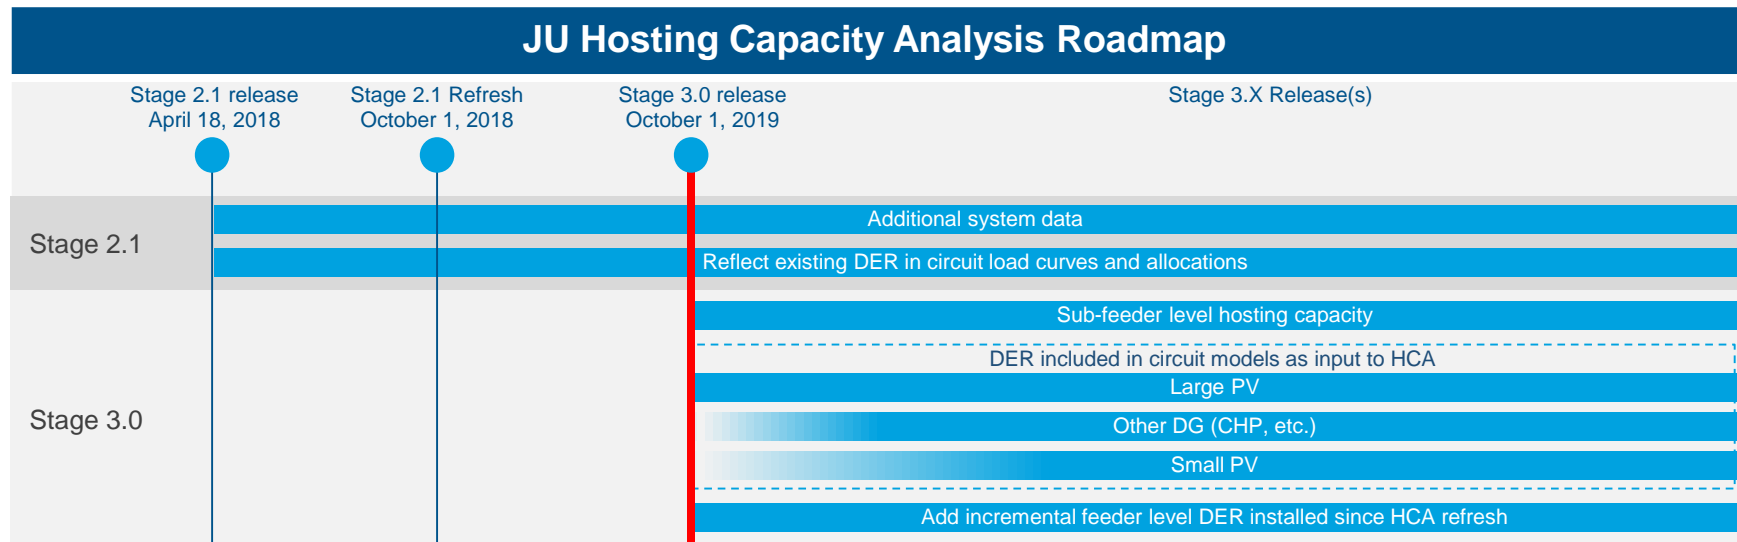 JU Hosting Capacity Analysis Roadmap
Stage 2.1 release
April 18, 2018
Stage 2.1 Refresh
October 1, 2018
Stage 3.0 release
October 1, 2019
Stage 3.X Release(s)
Stage 2.1
Additional system data
Reflect existing DER in circuit load curves and allocations
Stage 3.0
Sub-feeder level hosting capacity
DER included in circuit models as input to HCA
Large PV
Other DG (CHP, etc.)
Small PV
Add incremental feeder level DER installed since HCA refresh